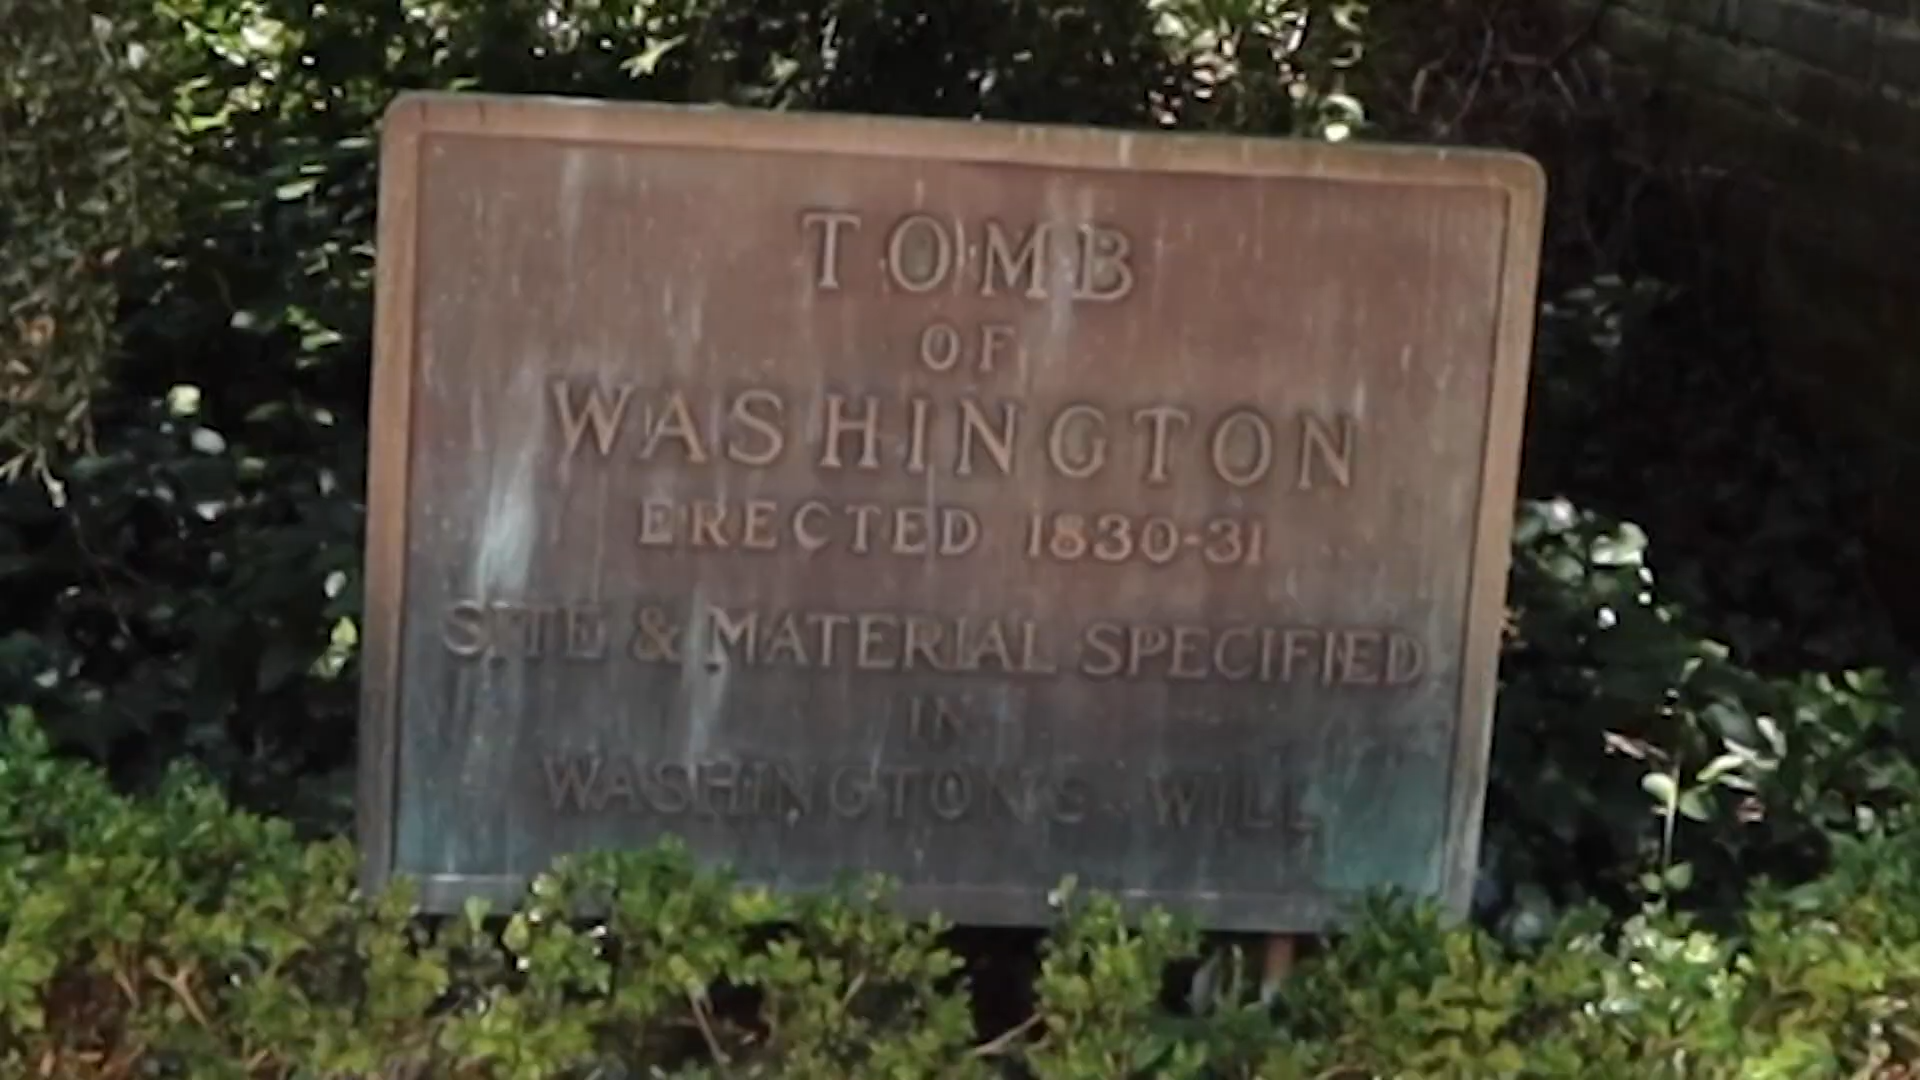 TOMB
OF
WASHINGTON
ERECTED 1830-31
SITE & MATERIAL SPECIFIED
IN
WASHINGTON'S WILL